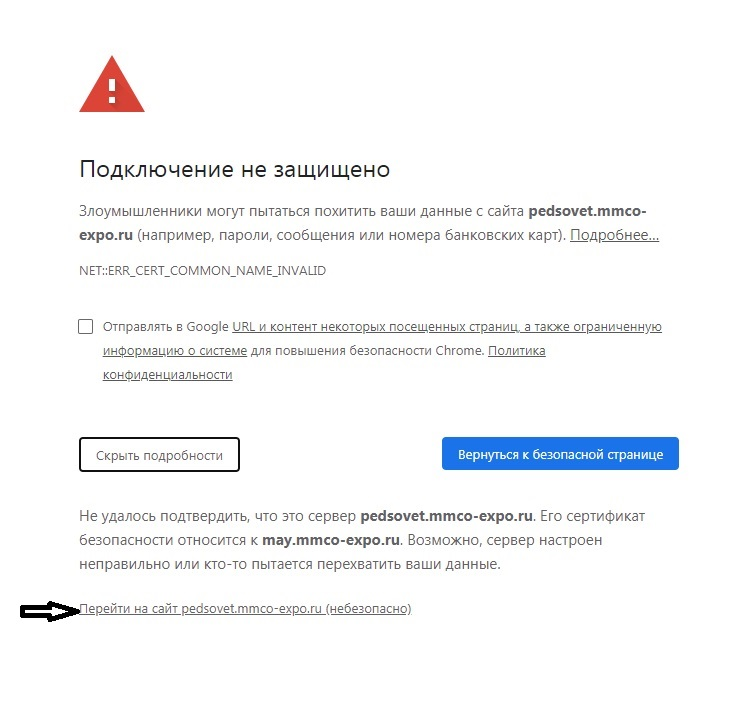 Подключение не защищено
Злоумышленники могут пытаться похитить ваши данные с сайта pedsovet.mmco-
expo.ru (например, пароли, сообщения или номера банковских карт). Подробнее…
NET::ERR_CERT_COMMON_NAME_INVALID
Отправлять в Google URL и контент некоторых посещенных страниц, а также ограниченную
информацию о системе для повышения безопасности Chrome. Политика
конфиденциальности
Скрыть подробности
Вернуться к безопасной странице
Не удалось подтвердить, что это сервер pedsovet.mmco-expo.ru. Его сертификат
безопасности относится к may.mmco-expo.ru. Возможно, сервер настроен
неправильно или кто-то пытается перехватить ваши данные.
Перейти на сайт pedsovet.mmco-expo.ru (небезопасно)